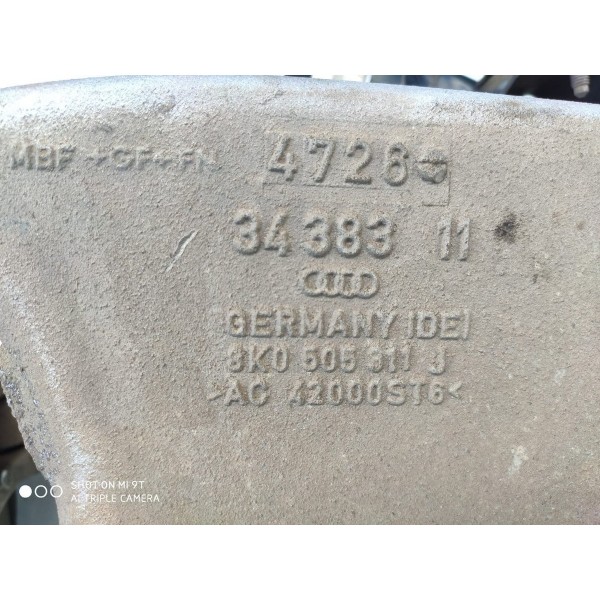 MBF +GF+ FN 4726
34 383 11
GERMANY (DE)
8K0 505 311 J
>AC 42000ST6<
SHOT ON MI 9T
AI TRIPLE CAMERA